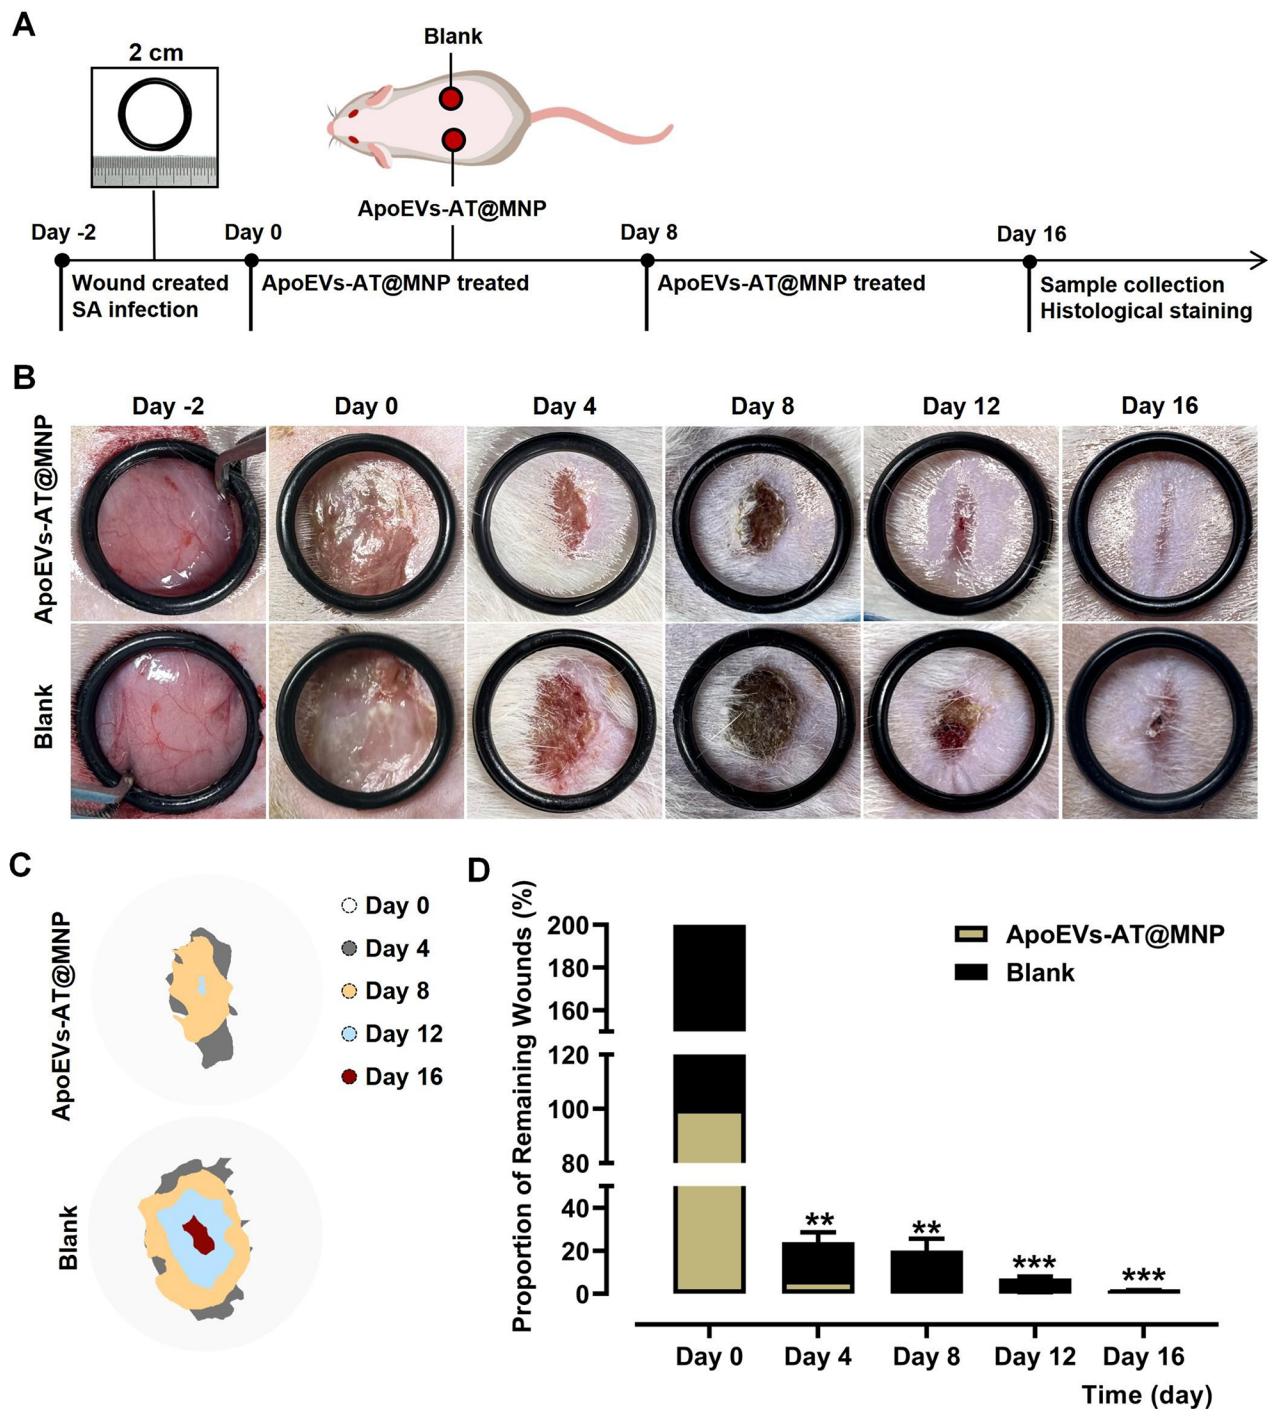 A
2 cm
Blank
ApoEVs-AT@MNP
Day -2
Day 0
Day 8
Day 16
Wound created
SA infection
ApoEVs-AT@MNP treated
ApoEVs-AT@MNP treated
Sample collection
Histological staining
B
Day -2
Day 0
Day 4
Day 8
Day 12
Day 16
ApoEVs-AT@MNP
Blank
C
ApoEVs-AT@MNP
Blank
Day 0
Day 4
Day 8
Day 12
Day 16
D
Proportion of Remaining Wounds (%)
200
180
160
120
100
80
40
20
0
ApoEVs-AT@MNP
Blank
**
**
***
***
Day 0
Day 4
Day 8
Day 12
Day 16
Time (day)